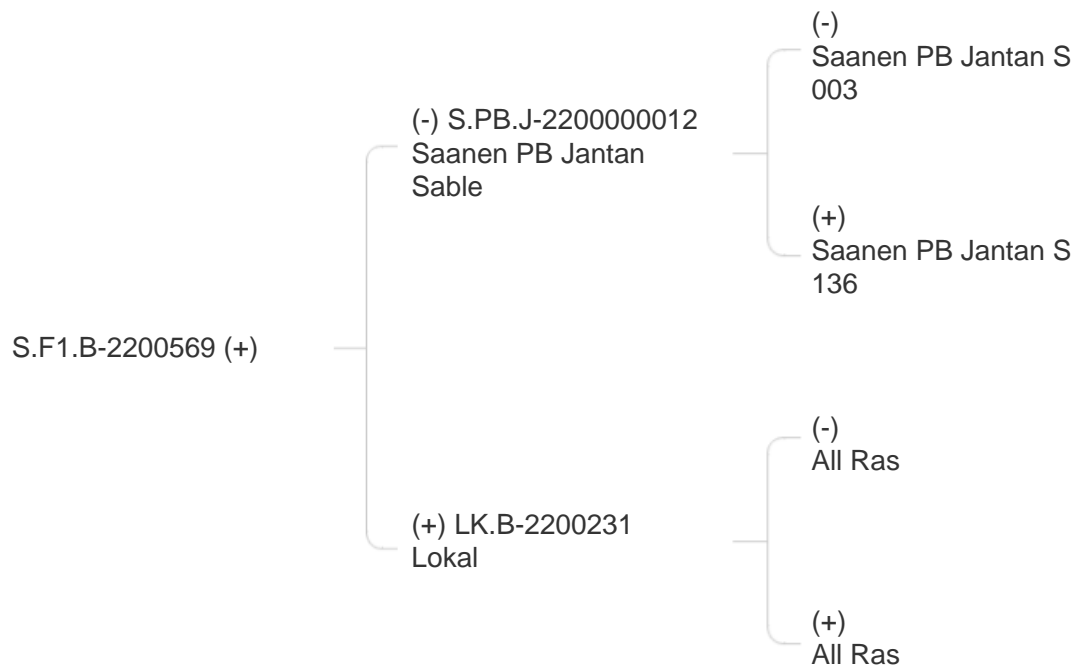 (-)
Saanen PB Jantan S
003
(-) S.PB.J-2200000012
Saanen PB Jantan
Sable
(+)
Saanen PB Jantan S
136
S.F1.B-2200569 (+)
(-)
All Ras
(+) LK.B-2200231
Lokal
(+)
All Ras